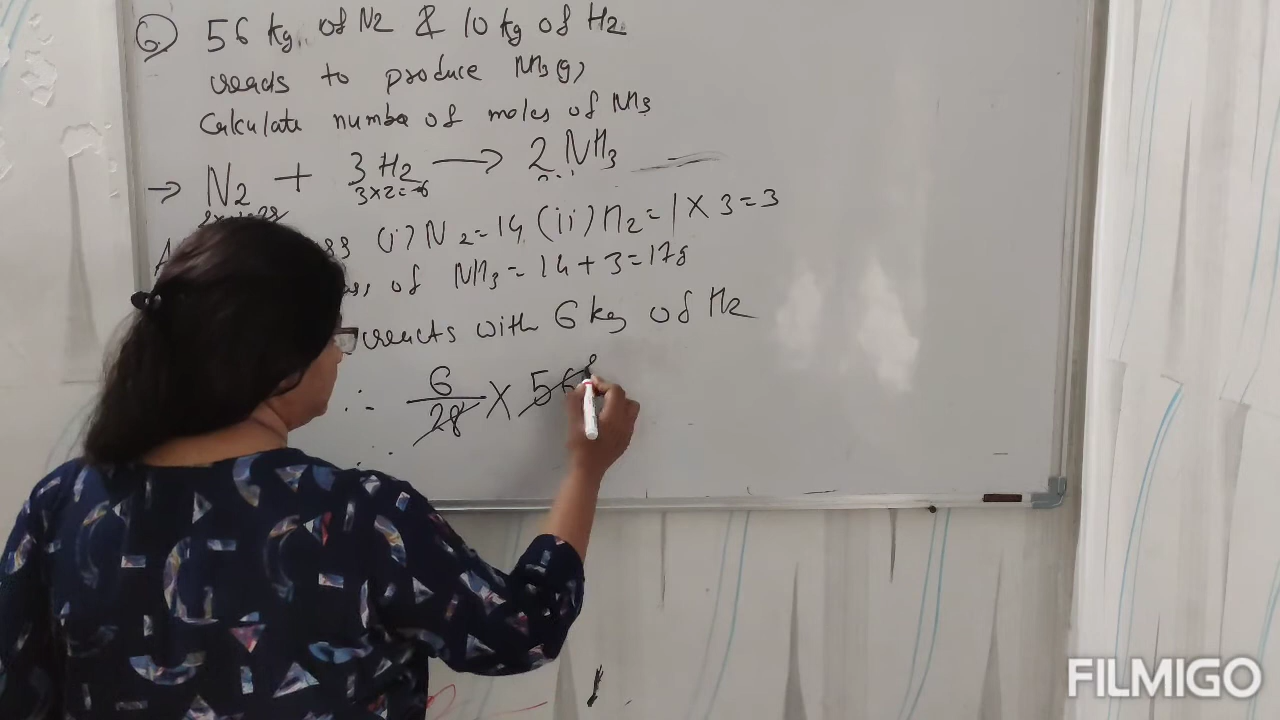 6 56 kg. of N2 & 10 kg of H2
reacts to produce NH3(g)
Calculate number of moles of NH3
→ N2 + 3H2 → 2NH3
3×2=6
(i) N2=14 (ii) H2=1×3=3
of NH3=14+3=17g
reacts with 6kg of H2
∴ 6/28 × 56
FILMIGO